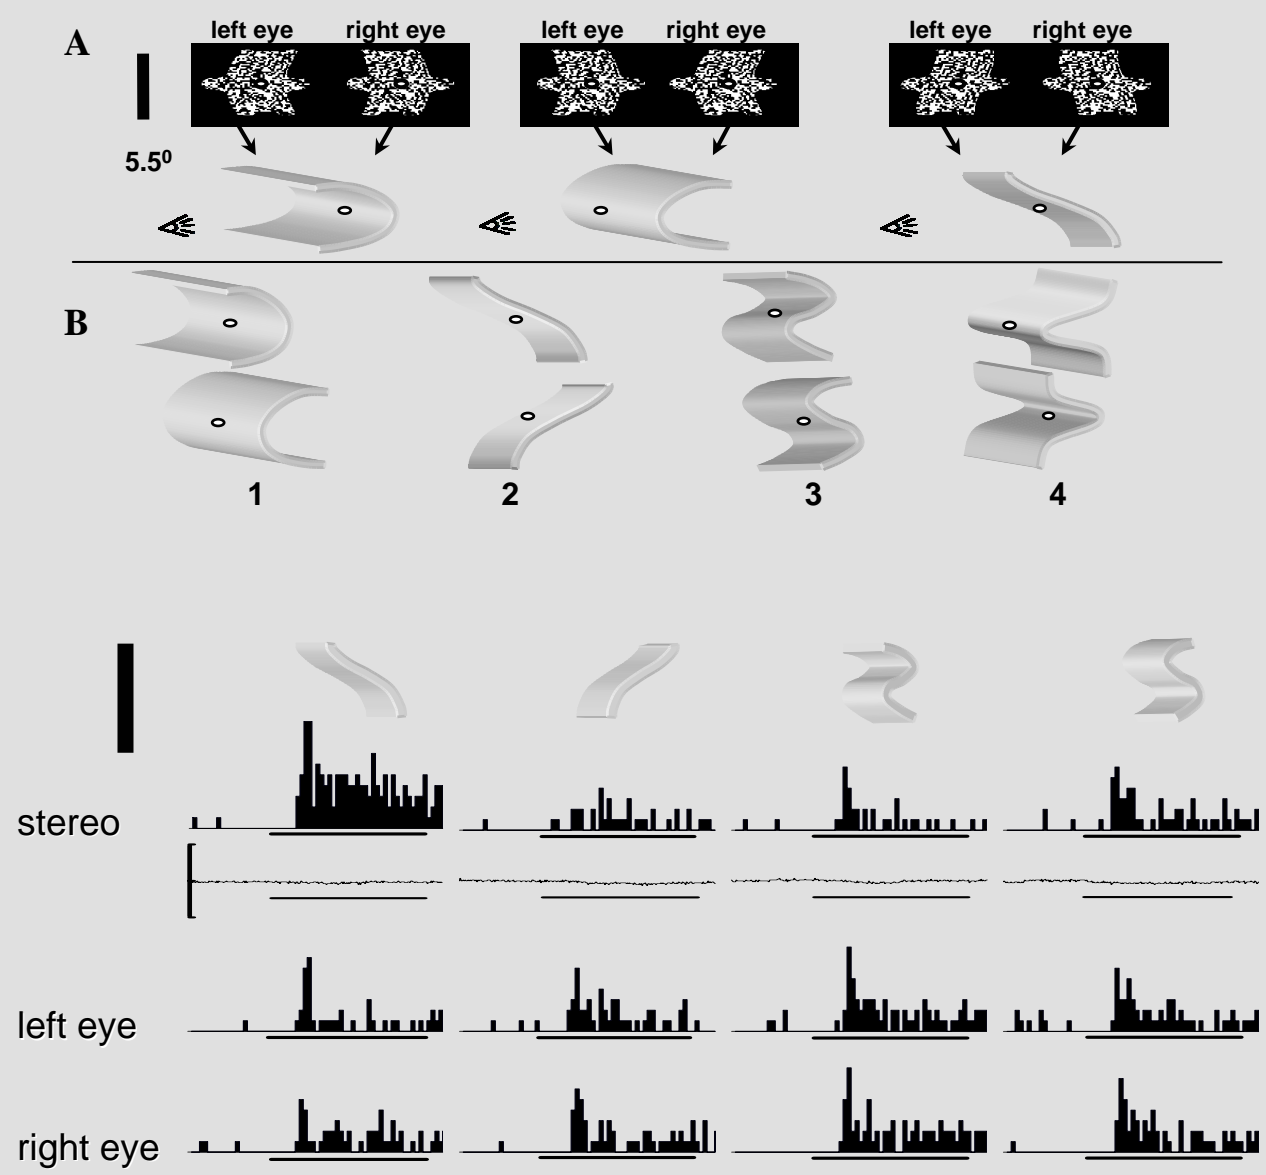 A
left eye right eye left eye right eye left eye right eye
5.5⁰
B
1 2 3 4
stereo
left eye
right eye